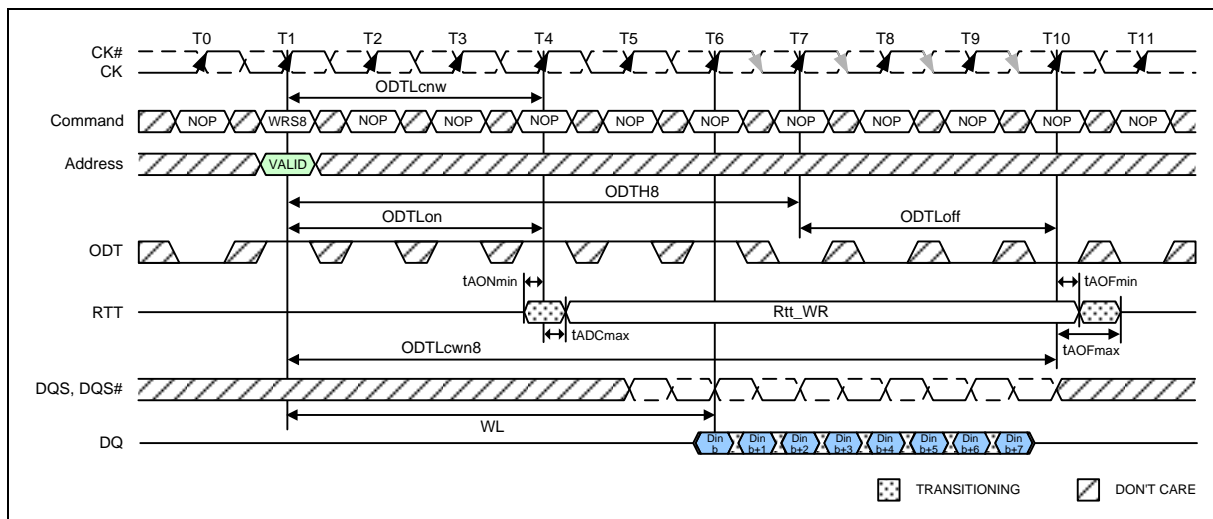 T0 T1 T2 T3 T4 T5 T6 T7 T8 T9 T10 T11
CK#
CK
ODTLcnw
Command NOP WRS8 NOP NOP NOP NOP NOP NOP NOP NOP NOP NOP
Address VALID
ODTH8
ODTLon ODTLoff
ODT
tAONmin tAOFmin
RTT Rtt_WR
tADCmax tAOFmax
ODTLcwn8
DQS, DQS#
WL
DQ Din b Din b+1 Din b+2 Din b+3 Din b+4 Din b+5 Din b+6 Din b+7
TRANSITIONING DON'T CARE